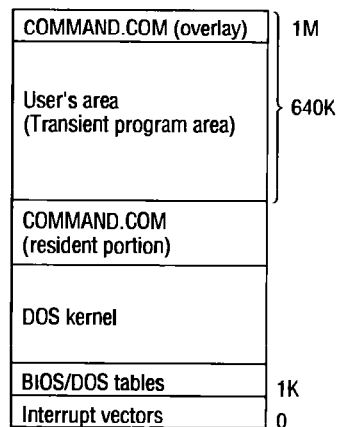 COMMAND.COM (overlay)
1M
User's area
(Transient program area)
640K
COMMAND.COM
(resident portion)
DOS kernel
BIOS/DOS tables
1K
Interrupt vectors
0